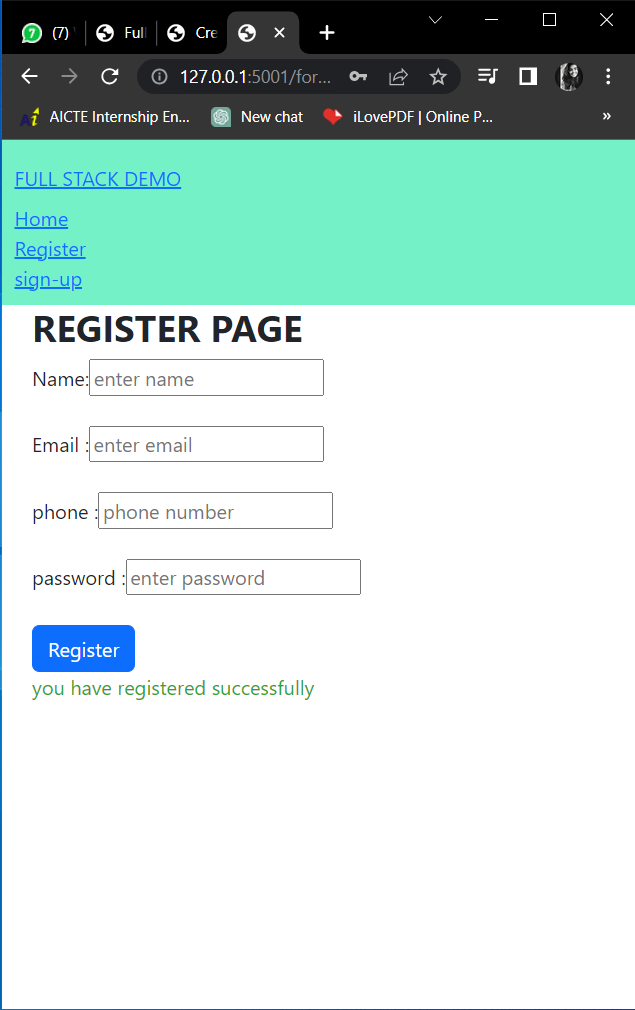 7 (7) Ful Cre
127.0.0.1:5001/for...
AICTE Internship En... New chat iLovePDF | Online P... »
FULL STACK DEMO
Home
Register
sign-up
REGISTER PAGE
Name: enter name
Email : enter email
phone : phone number
password : enter password
Register
you have registered successfully